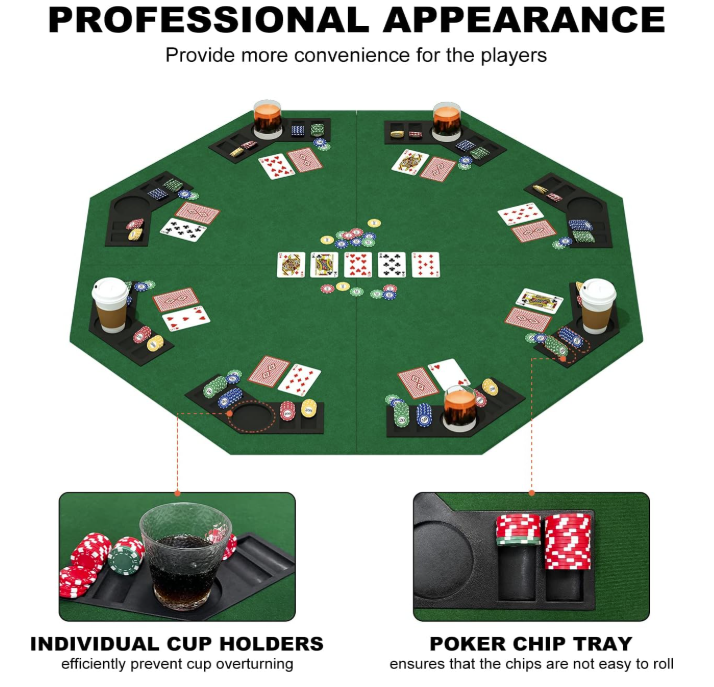 PROFESSIONAL APPEARANCE
Provide more convenience for the players
INDIVIDUAL CUP HOLDERS
efficiently prevent cup overturning
POKER CHIP TRAY
ensures that the chips are not easy to roll